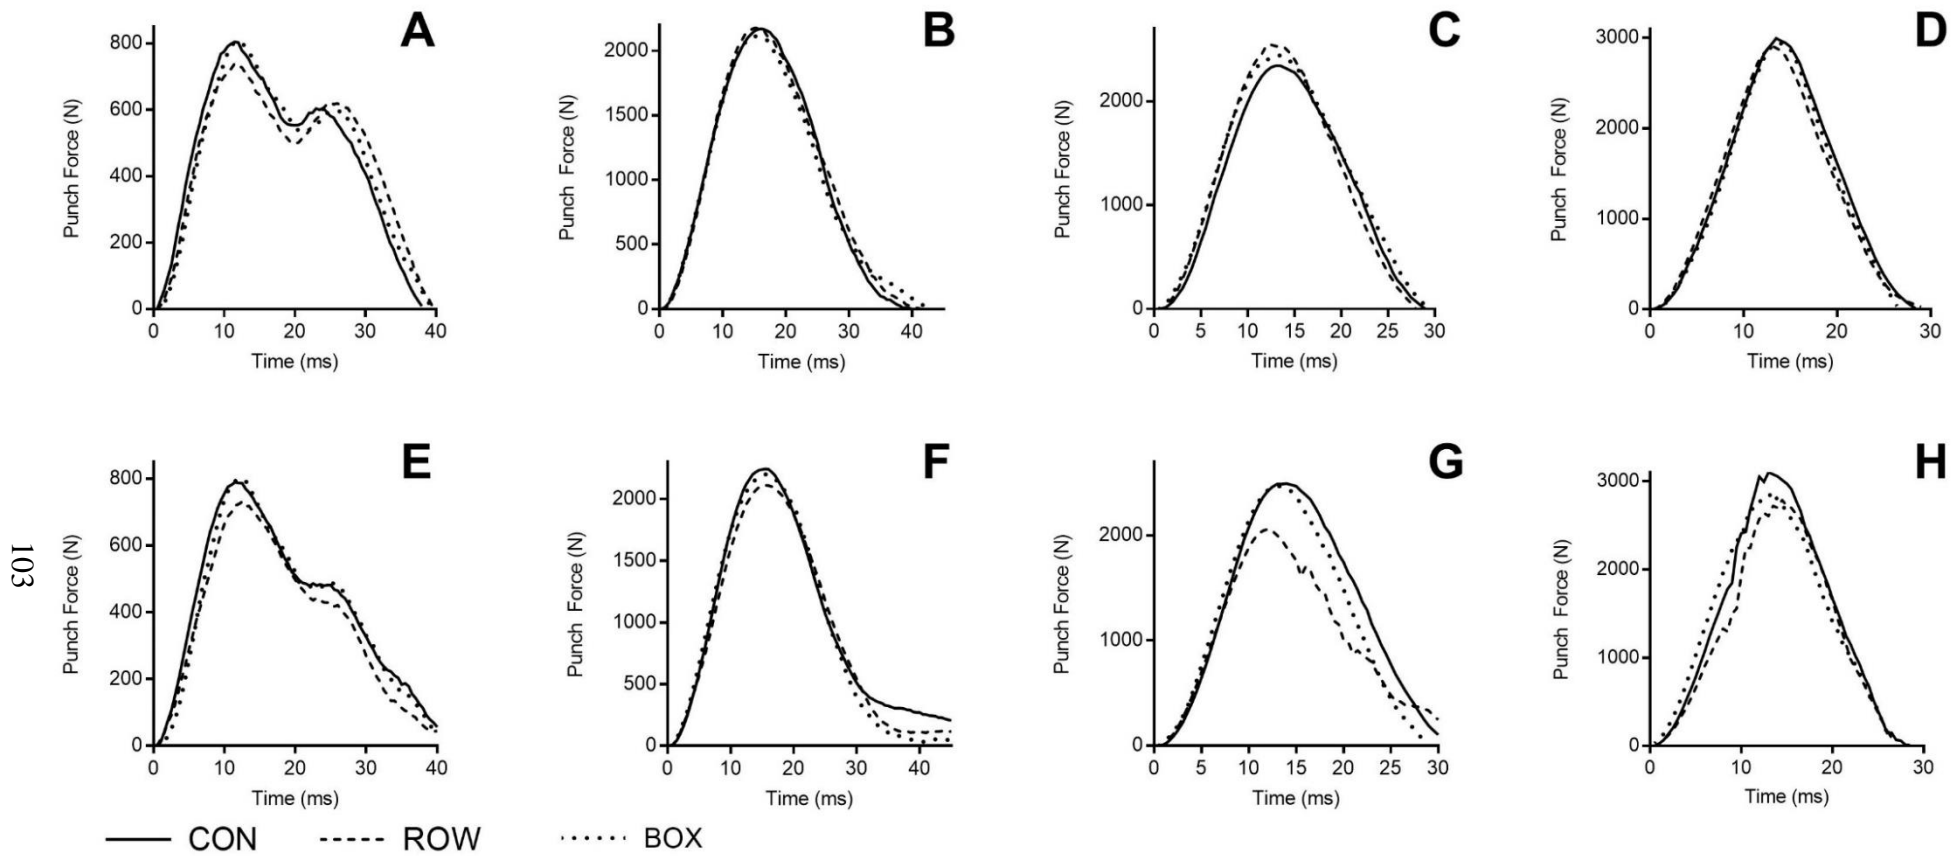 A
Punch Force (N)
800
600
400
200
0
0 10 20 30 40
Time (ms)
B
Punch Force (N)
2000
1500
1000
500
0
0 10 20 30 40
Time (ms)
C
Punch Force (N)
2000
1000
0
0 5 10 15 20 25 30
Time (ms)
D
Punch Force (N)
3000
2000
1000
0
0 10 20 30
Time (ms)
103
E
Punch Force (N)
800
600
400
200
0
0 10 20 30 40
Time (ms)
F
Punch Force (N)
2000
1500
1000
500
0
0 10 20 30 40
Time (ms)
G
Punch Force (N)
2000
1000
0
0 5 10 15 20 25 30
Time (ms)
H
Punch Force (N)
3000
2000
1000
0
0 10 20 30
Time (ms)
CON ROW BOX